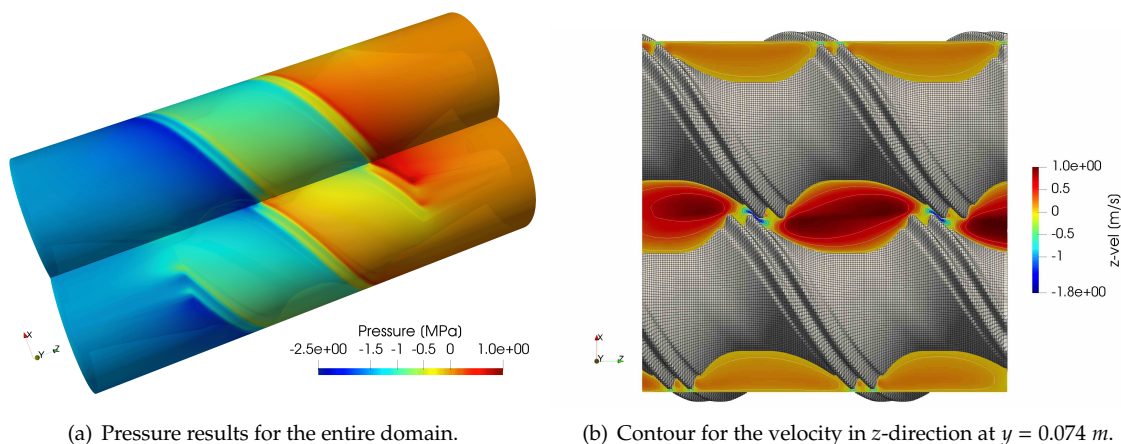 X
Y
Z
Pressure (MPa)
-2.5e+00
-1.5
-1
-0.5
0
1.0e+00
(a) Pressure results for the entire domain.
1.0e+00
0.5
0
-0.5
-1
-1.8e+00
z-vel (m/s)
X
Y
Z
(b) Contour for the velocity in z-direction at y = 0.074 m.